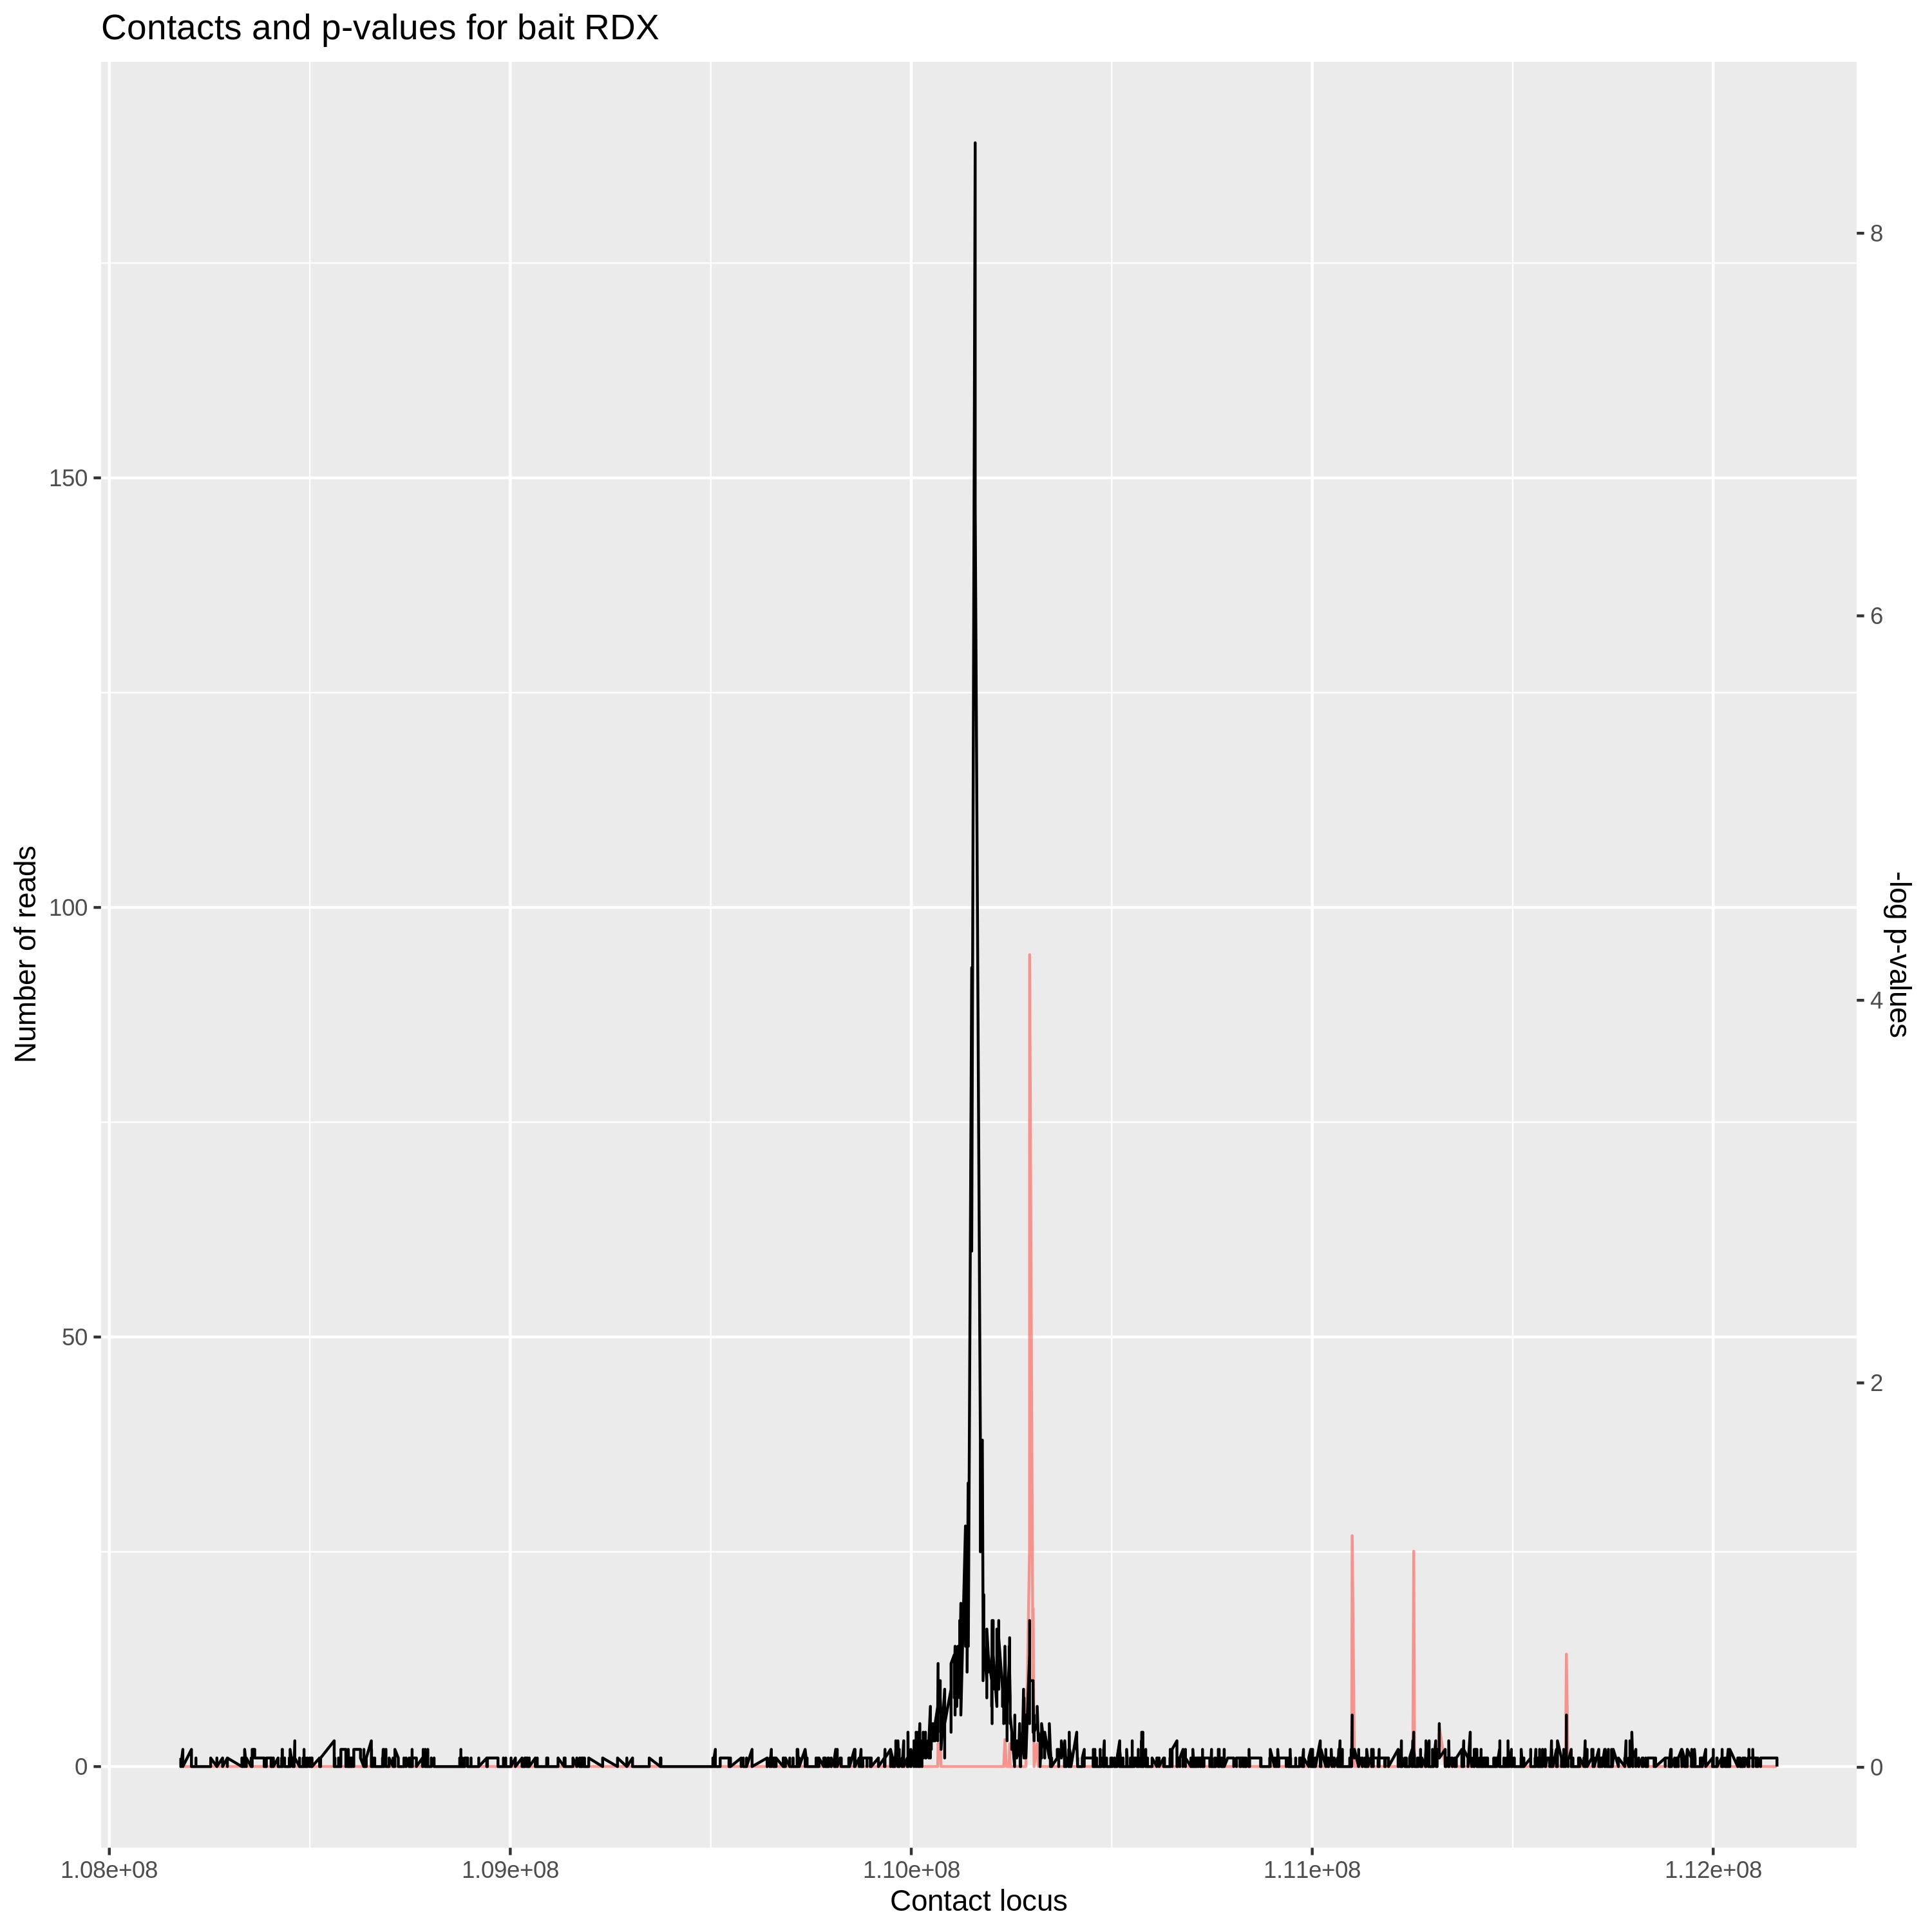 Contacts and p-values for bait RDX
8
150
6
Number of reads
100
-log p-values
4
50
2
0
0
1.08e+08
1.09e+08
1.10e+08
1.11e+08
1.12e+08
Contact locus